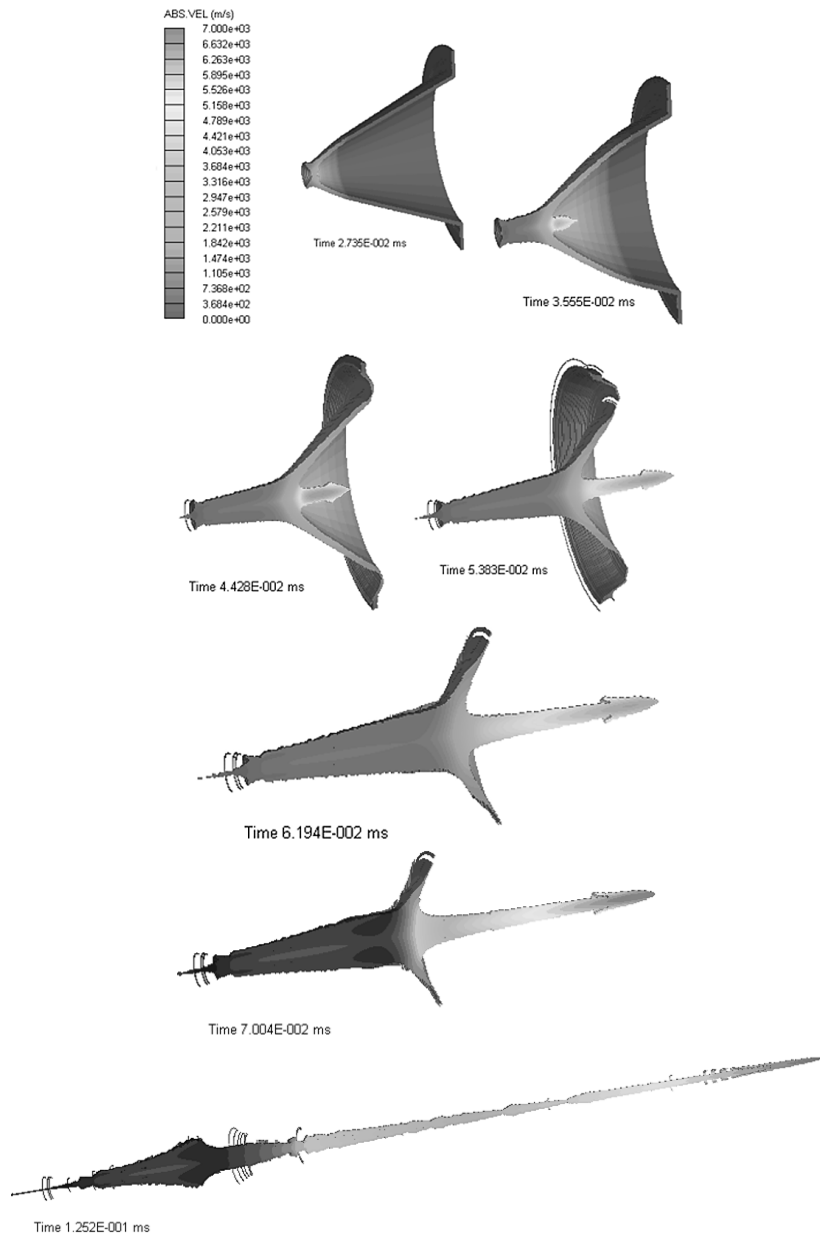 ABS.VEL (m/s)
7.000e+03
6.632e+03
6.263e+03
5.895e+03
5.526e+03
5.158e+03
4.789e+03
4.421e+03
4.053e+03
3.684e+03
3.316e+03
2.947e+03
2.579e+03
2.211e+03
1.842e+03
1.474e+03
1.105e+03
7.368e+02
3.684e+02
0.000e+00
Time 2.735E-002 ms
Time 3.555E-002 ms
Time 4.428E-002 ms
Time 5.383E-002 ms
Time 6.194E-002 ms
Time 7.004E-002 ms
Time 1.252E-001 ms